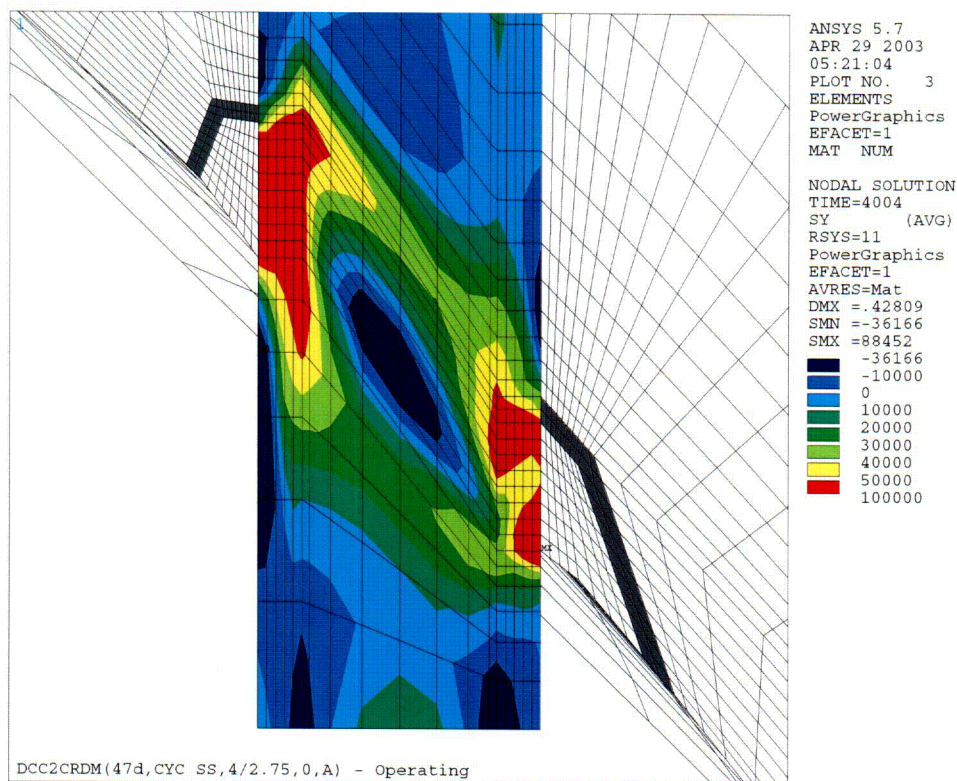 1
ANSYS 5.7
APR 29 2003
05:21:04
PLOT NO. 3
ELEMENTS
PowerGraphics
EFACET=1
MAT NUM
NODAL SOLUTION
TIME=4004
SY (AVG)
RSYS=11
PowerGraphics
EFACET=1
AVRES=Mat
DMX =.42809
SMN =-36166
SMX =88452
-36166
-10000
0
10000
20000
30000
40000
50000
100000
MX
DCC2CRDM(47d,CYC SS,4/2.75,0,A) - Operating